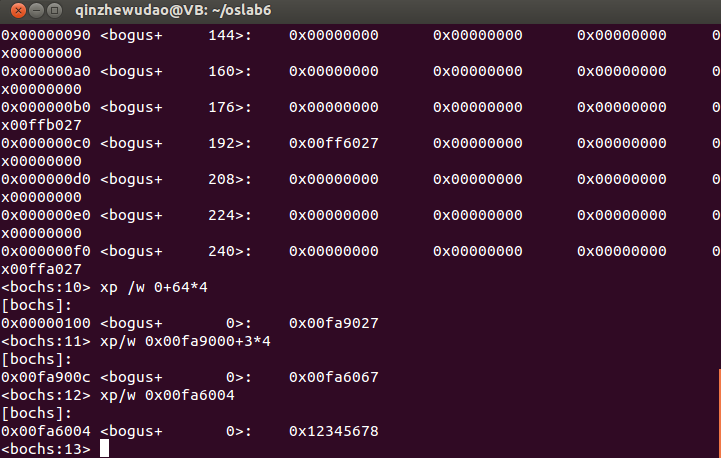 qinzhewudao@VB: ~/oslab6
0x00000090 <bogus+     144>:    0x00000000      0x00000000      0x00000000      0
x00000000
0x000000a0 <bogus+     160>:    0x00000000      0x00000000      0x00000000      0
x00000000
0x000000b0 <bogus+     176>:    0x00000000      0x00000000      0x00000000      0
x00ffb027
0x000000c0 <bogus+     192>:    0x00ff6027      0x00000000      0x00000000      0
x00000000
0x000000d0 <bogus+     208>:    0x00000000      0x00000000      0x00000000      0
x00000000
0x000000e0 <bogus+     224>:    0x00000000      0x00000000      0x00000000      0
x00000000
0x000000f0 <bogus+     240>:    0x00000000      0x00000000      0x00000000      0
x00ffa027
<bochs:10> xp /w 0+64*4
[bochs]:
0x00000100 <bogus+       0>:    0x00fa9027
<bochs:11> xp/w 0x00fa9000+3*4
[bochs]:
0x00fa900c <bogus+       0>:    0x00fa6067
<bochs:12> xp/w 0x00fa6004
[bochs]:
0x00fa6004 <bogus+       0>:    0x12345678
<bochs:13>